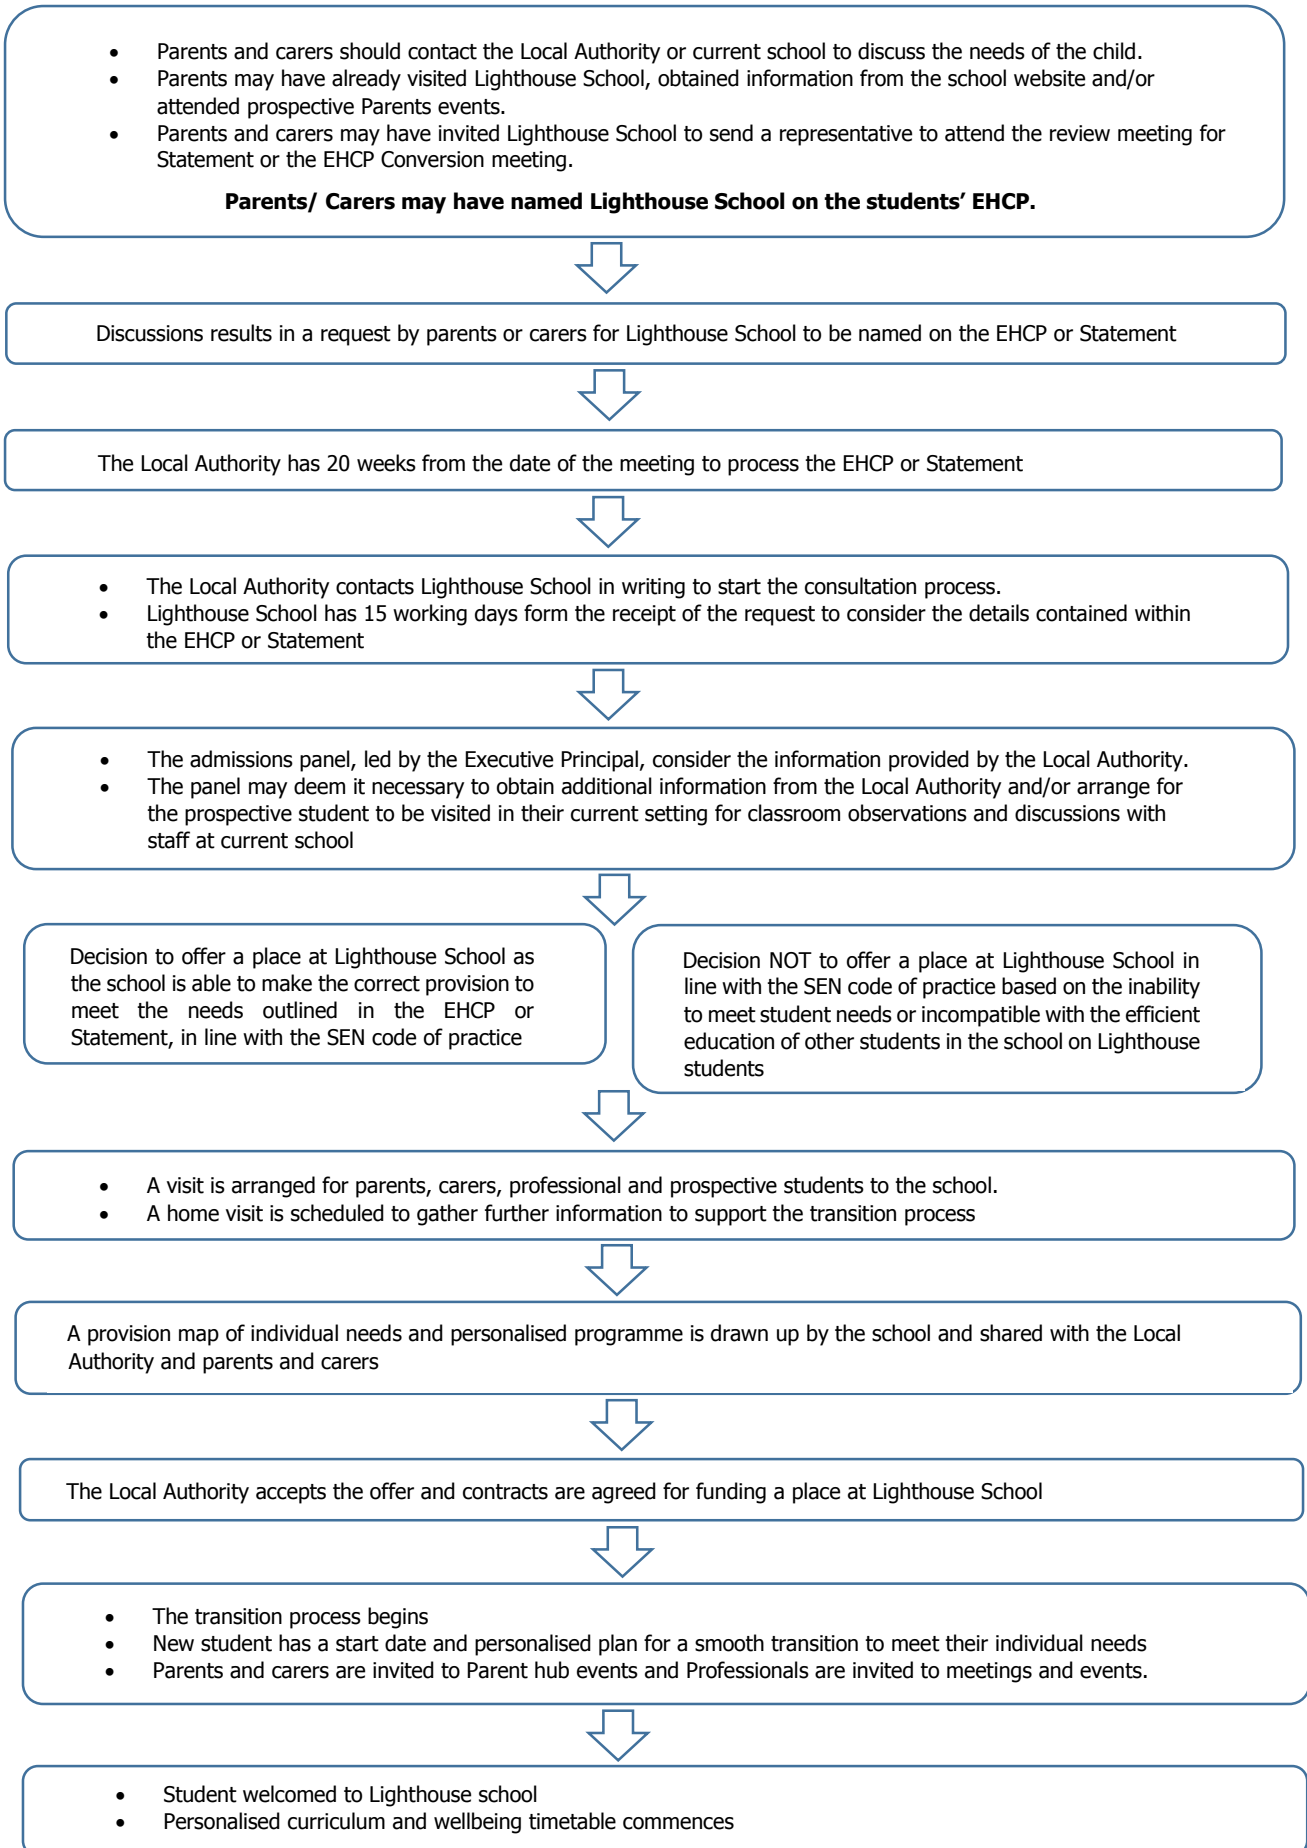 • Parents and carers should contact the Local Authority or current school to discuss the needs of the child.
• Parents may have already visited Lighthouse School, obtained information from the school website and/or
attended prospective Parents events.
• Parents and carers may have invited Lighthouse School to send a representative to attend the review meeting for
Statement or the EHCP Conversion meeting.
Parents/ Carers may have named Lighthouse School on the students’ EHCP.
Discussions results in a request by parents or carers for Lighthouse School to be named on the EHCP or Statement
The Local Authority has 20 weeks from the date of the meeting to process the EHCP or Statement
• The Local Authority contacts Lighthouse School in writing to start the consultation process.
• Lighthouse School has 15 working days form the receipt of the request to consider the details contained within
the EHCP or Statement
• The admissions panel, led by the Executive Principal, consider the information provided by the Local Authority.
• The panel may deem it necessary to obtain additional information from the Local Authority and/or arrange for
the prospective student to be visited in their current setting for classroom observations and discussions with
staff at current school
Decision to offer a place at Lighthouse School as
the school is able to make the correct provision to
meet the needs outlined in the EHCP or
Statement, in line with the SEN code of practice
Decision NOT to offer a place at Lighthouse School in
line with the SEN code of practice based on the inability
to meet student needs or incompatible with the efficient
education of other students in the school on Lighthouse
students
• A visit is arranged for parents, carers, professional and prospective students to the school.
• A home visit is scheduled to gather further information to support the transition process
A provision map of individual needs and personalised programme is drawn up by the school and shared with the Local
Authority and parents and carers
The Local Authority accepts the offer and contracts are agreed for funding a place at Lighthouse School
• The transition process begins
• New student has a start date and personalised plan for a smooth transition to meet their individual needs
• Parents and carers are invited to Parent hub events and Professionals are invited to meetings and events.
• Student welcomed to Lighthouse school
• Personalised curriculum and wellbeing timetable commences